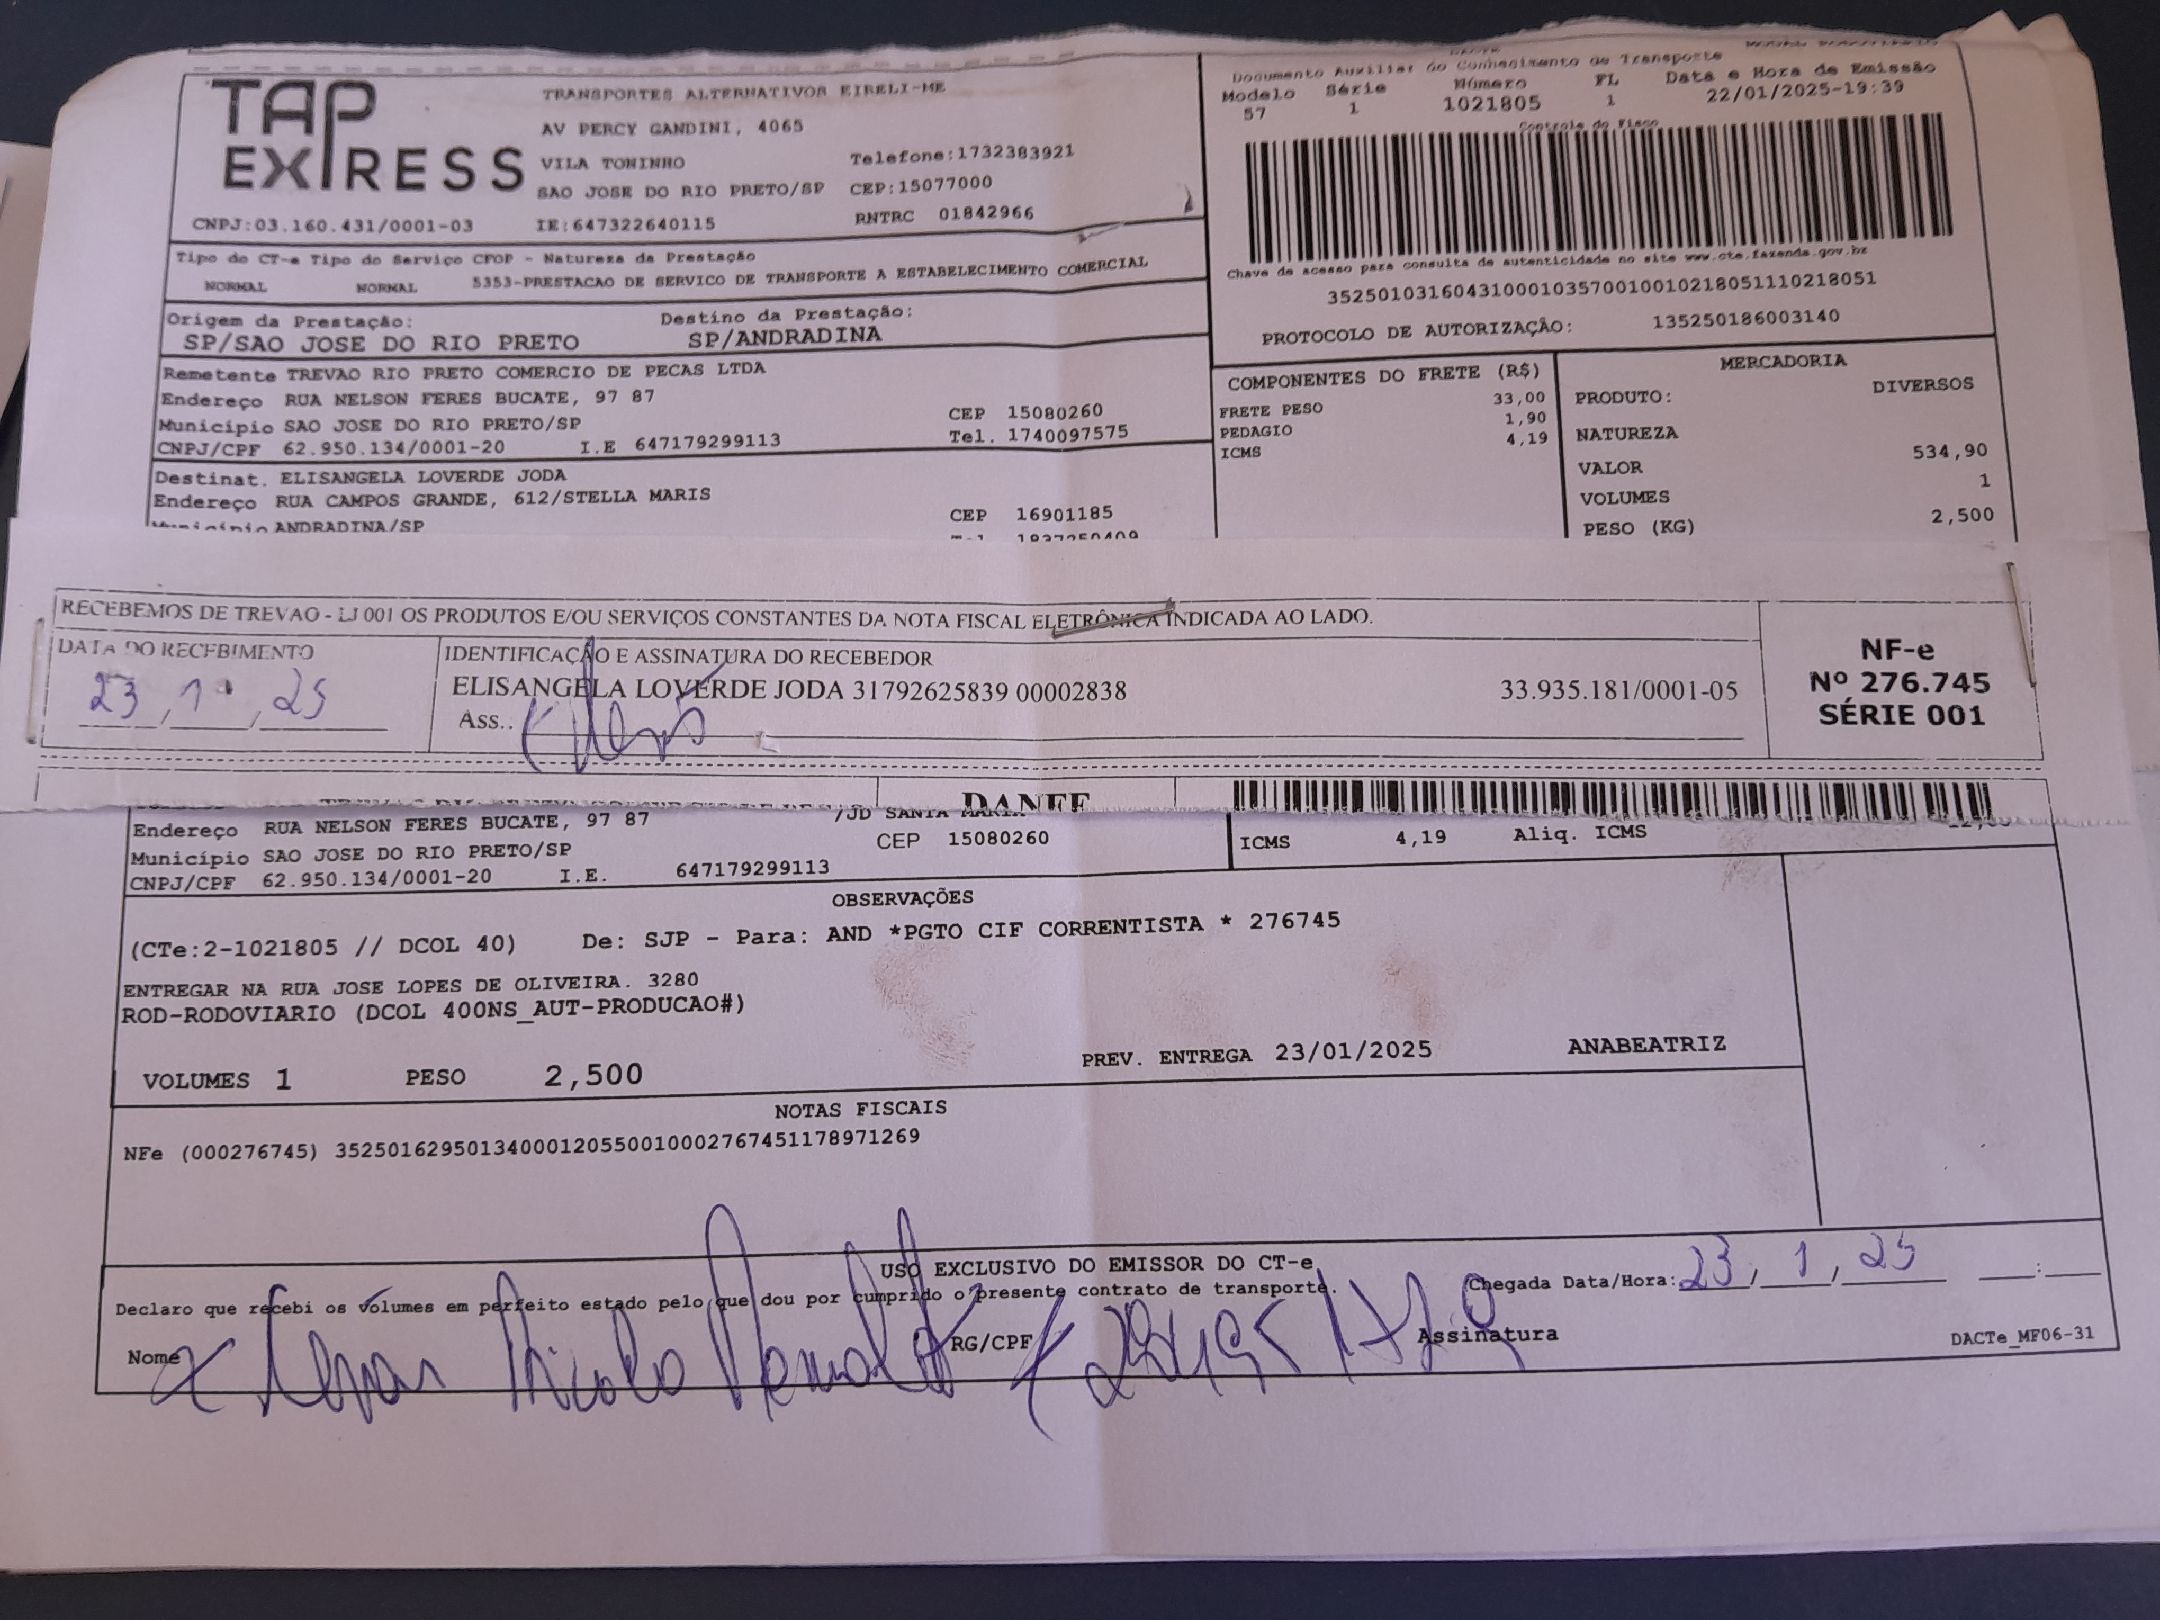 TAP EXPRESS
TRANSPORTES ALTERNATIVOS EIRELI-ME
AV PERCY GANDINI, 4065
VILA TONINHO Telefone:1732383921
SAO JOSE DO RIO PRETO/SP CEP:15077000
CNPJ:03.160.431/0001-03 IE:647322640115 RNTRC 01842966
Documento Auxiliar do Conhecimento de Transporte
Modelo Série Número FL Data e Hora de Emissão
57 1 1021805 1 22/01/2025-19:39
Controle do Fisco
Chave de acesso para consulta de autenticidade no site www.cte.fazenda.gov.br
35250103160431000103570010010218051110218051
PROTOCOLO DE AUTORIZAÇÃO: 135250186003140
Tipo do CT-e Tipo do Serviço CFOP - Natureza da Prestação
NORMAL NORMAL 5353-PRESTACAO DE SERVICO DE TRANSPORTE A ESTABELECIMENTO COMERCIAL
Origem da Prestação: Destino da Prestação:
SP/SAO JOSE DO RIO PRETO SP/ANDRADINA
Remetente TREVAO RIO PRETO COMERCIO DE PECAS LTDA
Endereço RUA NELSON FERES BUCATE, 97 87
Município SAO JOSE DO RIO PRETO/SP CEP 15080260
CNPJ/CPF 62.950.134/0001-20 I.E 647179299113 Tel. 1740097575
Destinat. ELISANGELA LOVERDE JODA
Endereço RUA CAMPOS GRANDE, 612/STELLA MARIS
Município ANDRADINA/SP CEP 16901185
COMPONENTES DO FRETE (R$)
FRETE PESO 33,00
PEDAGIO 1,90
ICMS 4,19
MERCADORIA
PRODUTO: DIVERSOS
NATUREZA
VALOR 534,90
VOLUMES 1
PESO (KG) 2,500
RECEBEMOS DE TREVAO - LJ 001 OS PRODUTOS E/OU SERVIÇOS CONSTANTES DA NOTA FISCAL ELETRÔNICA INDICADA AO LADO.
DATA DO RECEBIMENTO
23, 1, 25
IDENTIFICAÇÃO E ASSINATURA DO RECEBEDOR
ELISANGELA LOVERDE JODA 31792625839 00002838 33.935.181/0001-05
Ass..
NF-e
Nº 276.745
SÉRIE 001
DANFE
Endereço RUA NELSON FERES BUCATE, 97 87 /JD SANTA MARIA
Município SAO JOSE DO RIO PRETO/SP CEP 15080260
CNPJ/CPF 62.950.134/0001-20 I.E. 647179299113
ICMS 4,19 Aliq. ICMS
OBSERVAÇÕES
(CTe:2-1021805 // DCOL 40) De: SJP - Para: AND *PGTO CIF CORRENTISTA * 276745
ENTREGAR NA RUA JOSE LOPES DE OLIVEIRA. 3280
ROD-RODOVIARIO (DCOL 400NS_AUT-PRODUCAO#)
VOLUMES 1 PESO 2,500 PREV. ENTREGA 23/01/2025 ANABEATRIZ
NOTAS FISCAIS
NFe (000276745) 35250162950134000120550010002767451178971269
USO EXCLUSIVO DO EMISSOR DO CT-e
Declaro que recebi os volumes em perfeito estado pelo que dou por cumprido o presente contrato de transporte. Chegada Data/Hora: 23, 1, 25 :
Nome RG/CPF Assinatura DACTe_MF06-31